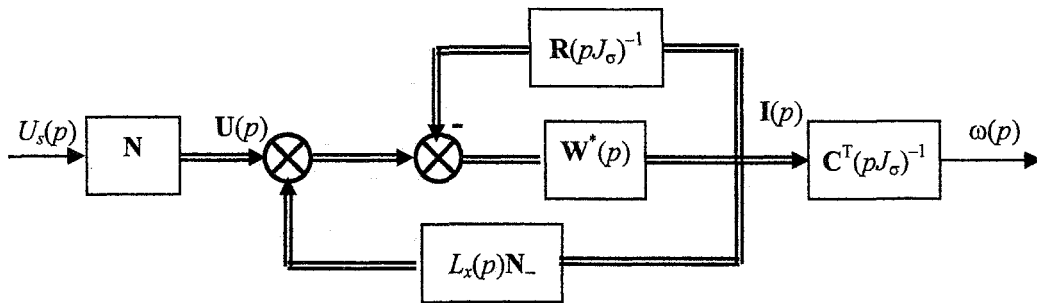 R(pJσ)⁻¹
-
Uₛ(p)
N
U(p)
W*(p)
I(p)
Cᵀ(pJσ)⁻¹
ω(p)
Lₓ(p)N₋